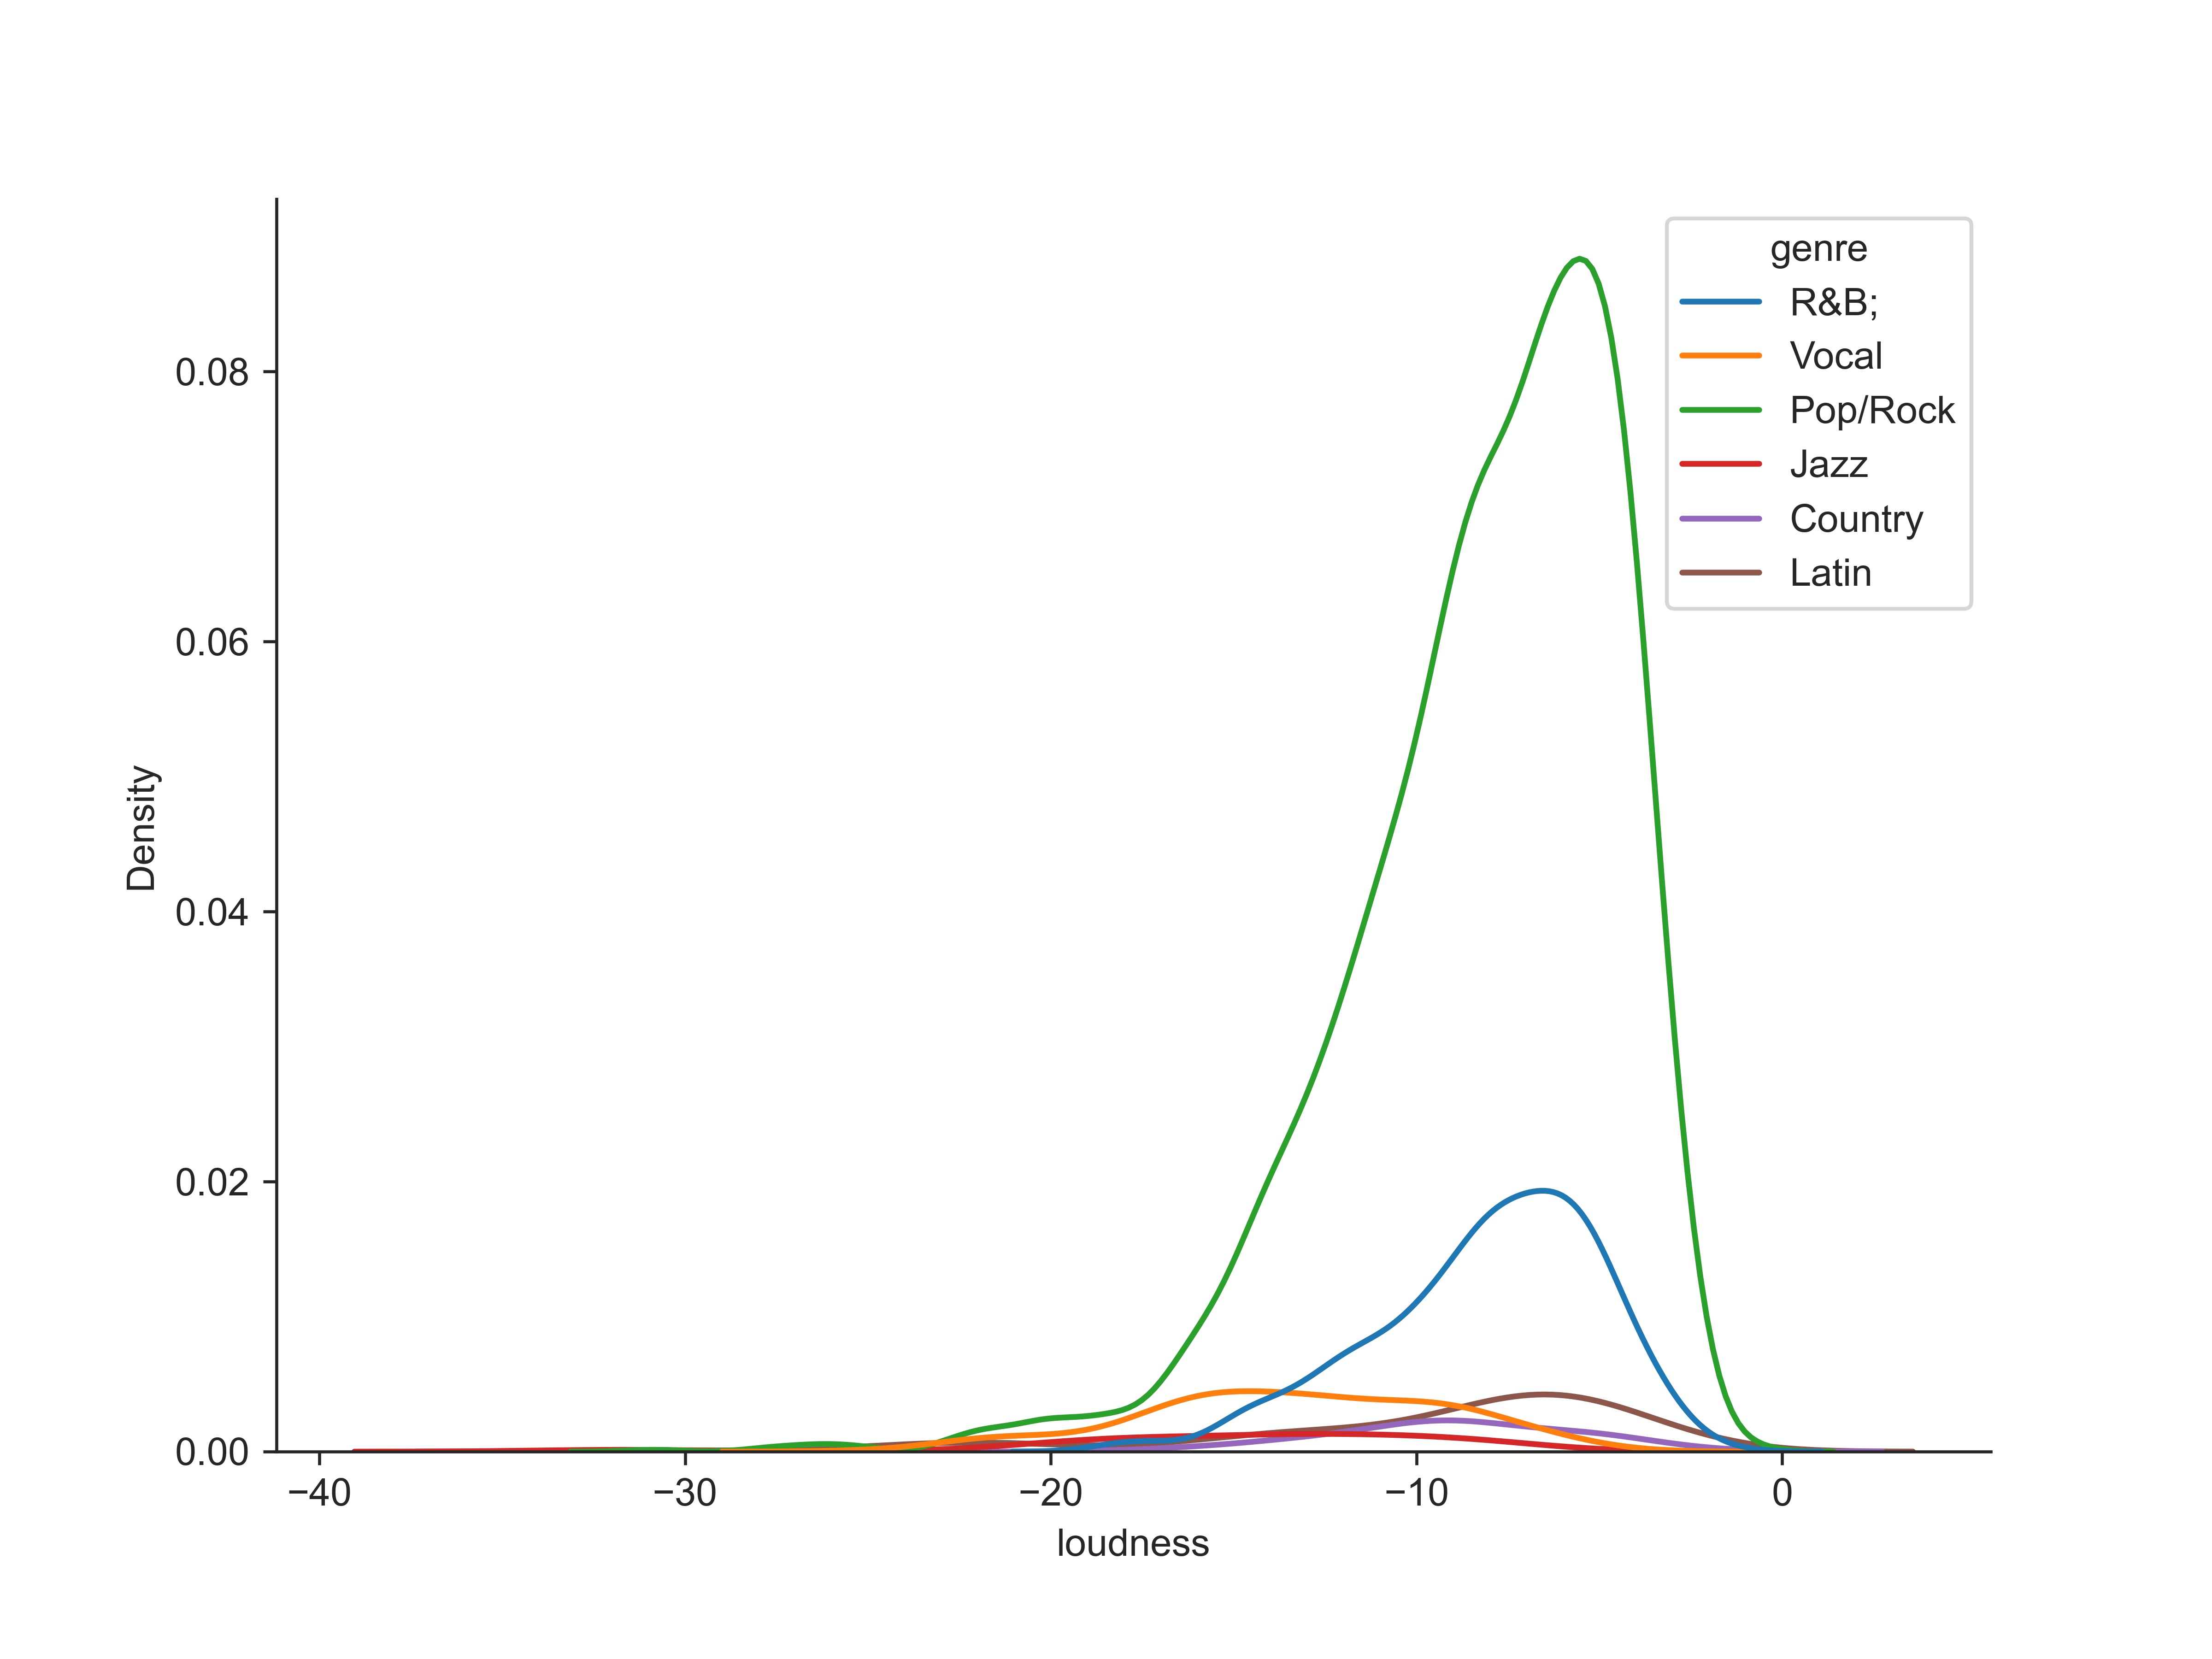 genre
R&B;
Vocal
Pop/Rock
Jazz
Country
Latin
0.08
0.06
0.04
0.02
0.00
Density
−40 −30 −20 −10 0
loudness